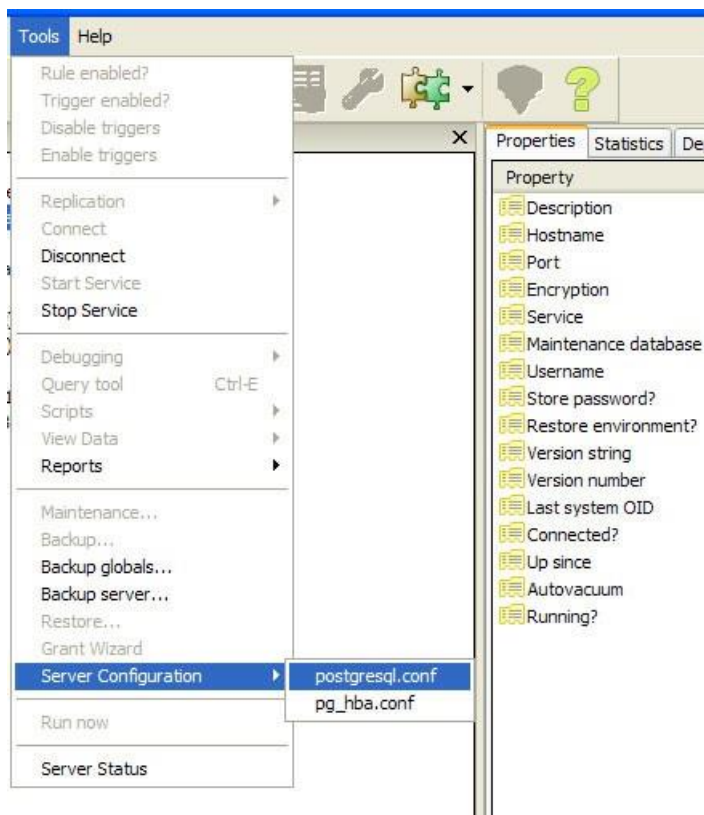 Tools Help
Rule enabled?
Trigger enabled?
Disable triggers
Enable triggers
Replication
Connect
Disconnect
Start Service
Stop Service
Debugging
Query tool Ctrl-E
Scripts
View Data
Reports
Maintenance...
Backup...
Backup globals...
Backup server...
Restore...
Grant Wizard
Server Configuration
postgresql.conf
pg_hba.conf
Run now
Server Status
Properties Statistics De
Property
Description
Hostname
Port
Encryption
Service
Maintenance database
Username
Store password?
Restore environment?
Version string
Version number
Last system OID
Connected?
Up since
Autovacuum
Running?